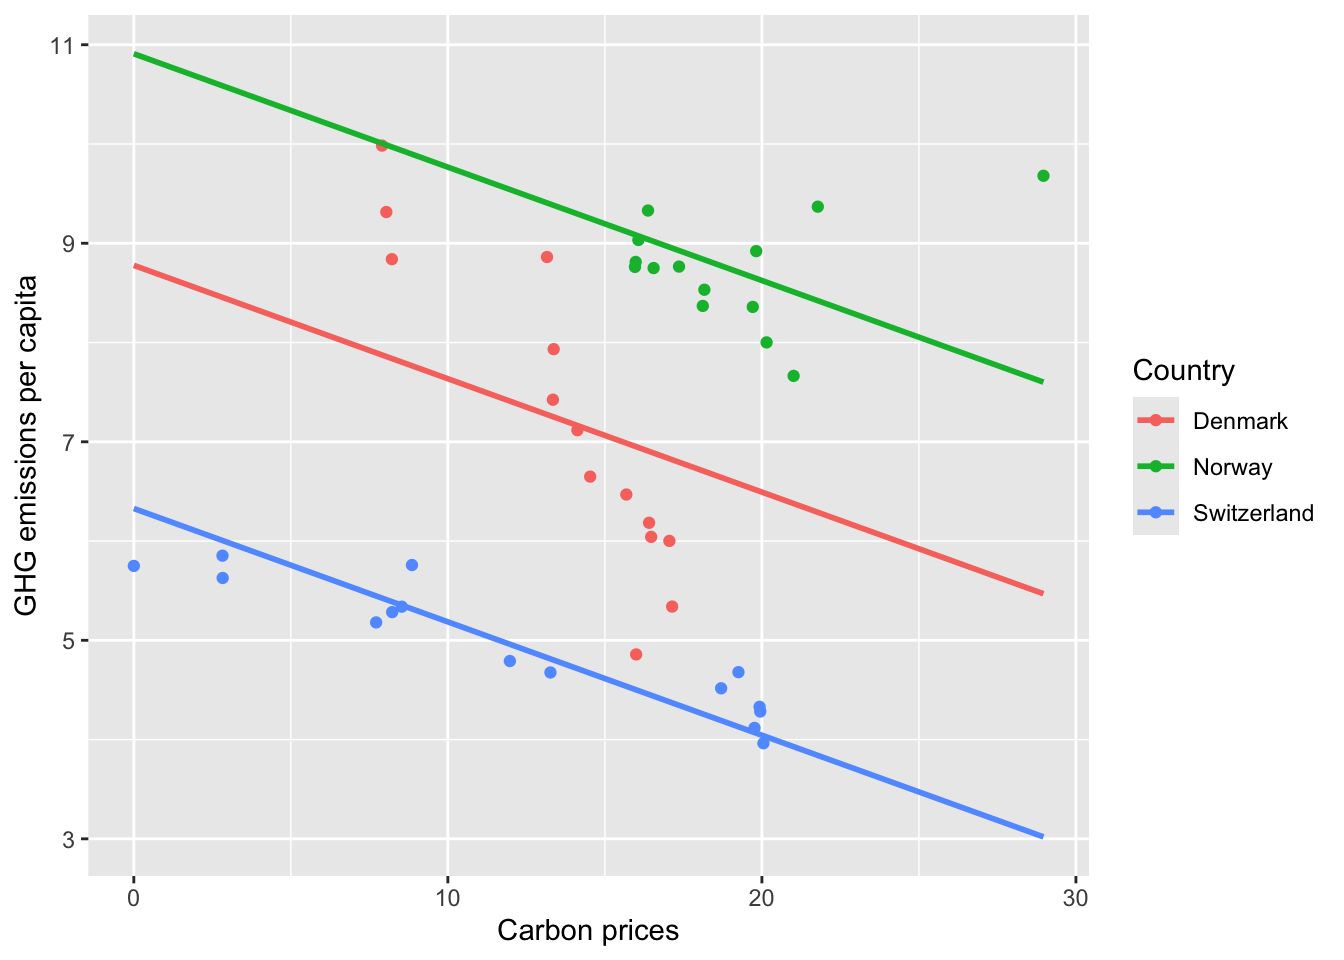 11
9
7
5
3
GHG emissions per capita
0 10 20 30
Carbon prices
Country
Denmark
Norway
Switzerland